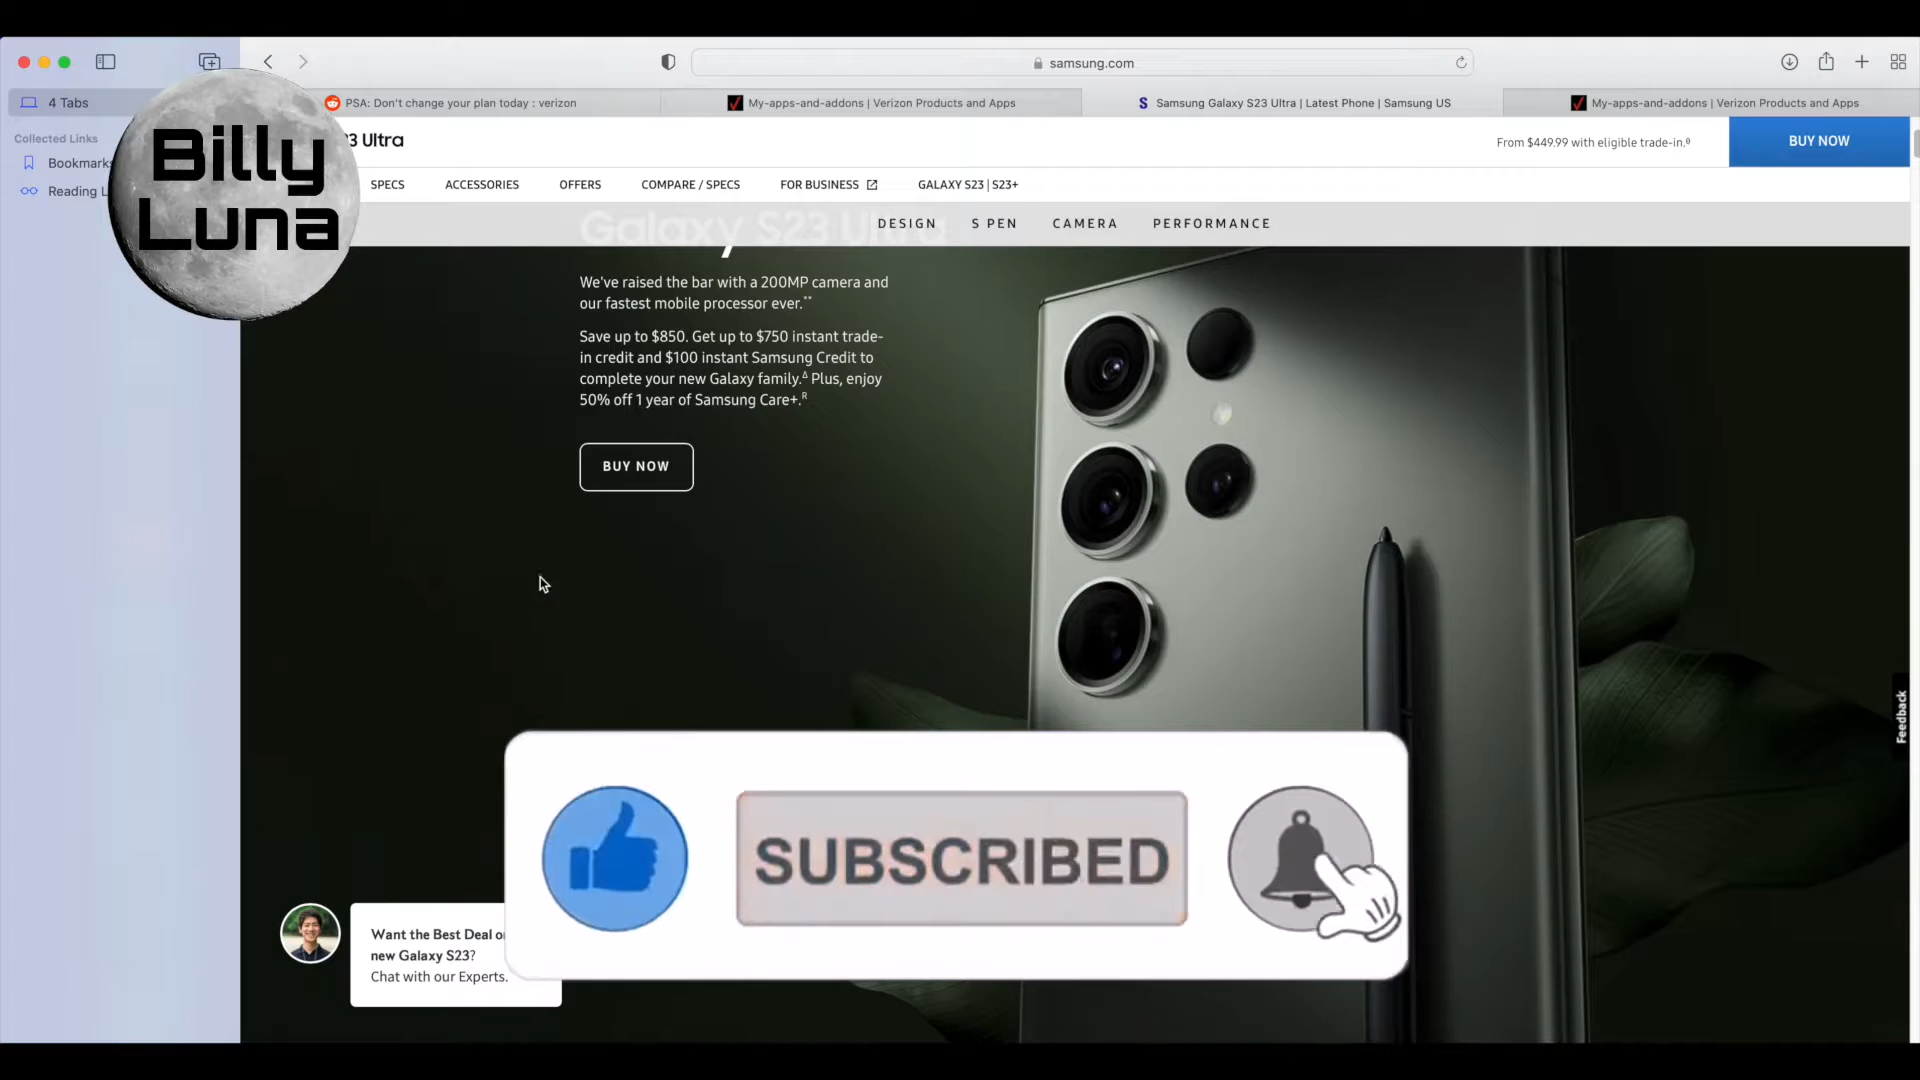 samsung.com
4 Tabs
PSA: Don't change your plan today : verizon
My-apps-and-addons | Verizon Products and Apps
Samsung Galaxy S23 Ultra | Latest Phone | Samsung US
My-apps-and-addons | Verizon Products and Apps
Collected Links
Bookmarks
Reading L
Billy
Luna
3 Ultra
From $449.99 with eligible trade-in.⁰
BUY NOW
SPECS
ACCESSORIES
OFFERS
COMPARE / SPECS
FOR BUSINESS
GALAXY S23 | S23+
DESIGN
S PEN
CAMERA
PERFORMANCE
Galaxy S23 Ultra
We've raised the bar with a 200MP camera and
our fastest mobile processor ever.**
Save up to $850. Get up to $750 instant trade-
in credit and $100 instant Samsung Credit to
complete your new Galaxy family.Δ Plus, enjoy
50% off 1 year of Samsung Care+.R
BUY NOW
Feedback
SUBSCRIBED
Want the Best Deal on
new Galaxy S23?
Chat with our Experts.